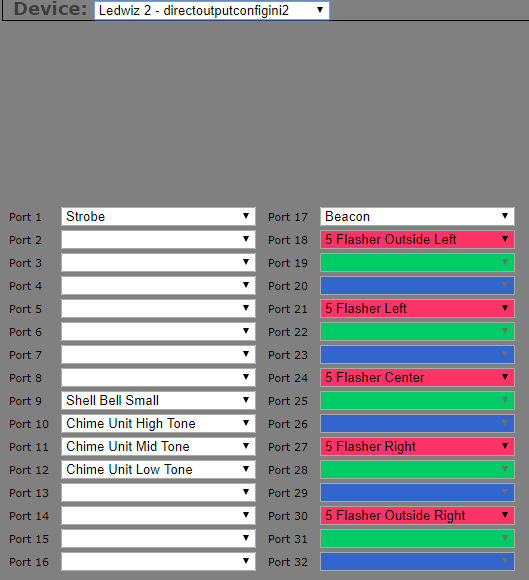 Device: Ledwiz 2 - directoutputconfigini2
Port 1 Strobe Port 17 Beacon
Port 2 Port 18 5 Flasher Outside Left
Port 3 Port 19
Port 4 Port 20
Port 5 Port 21 5 Flasher Left
Port 6 Port 22
Port 7 Port 23
Port 8 Port 24 5 Flasher Center
Port 9 Shell Bell Small Port 25
Port 10 Chime Unit High Tone Port 26
Port 11 Chime Unit Mid Tone Port 27 5 Flasher Right
Port 12 Chime Unit Low Tone Port 28
Port 13 Port 29
Port 14 Port 30 5 Flasher Outside Right
Port 15 Port 31
Port 16 Port 32